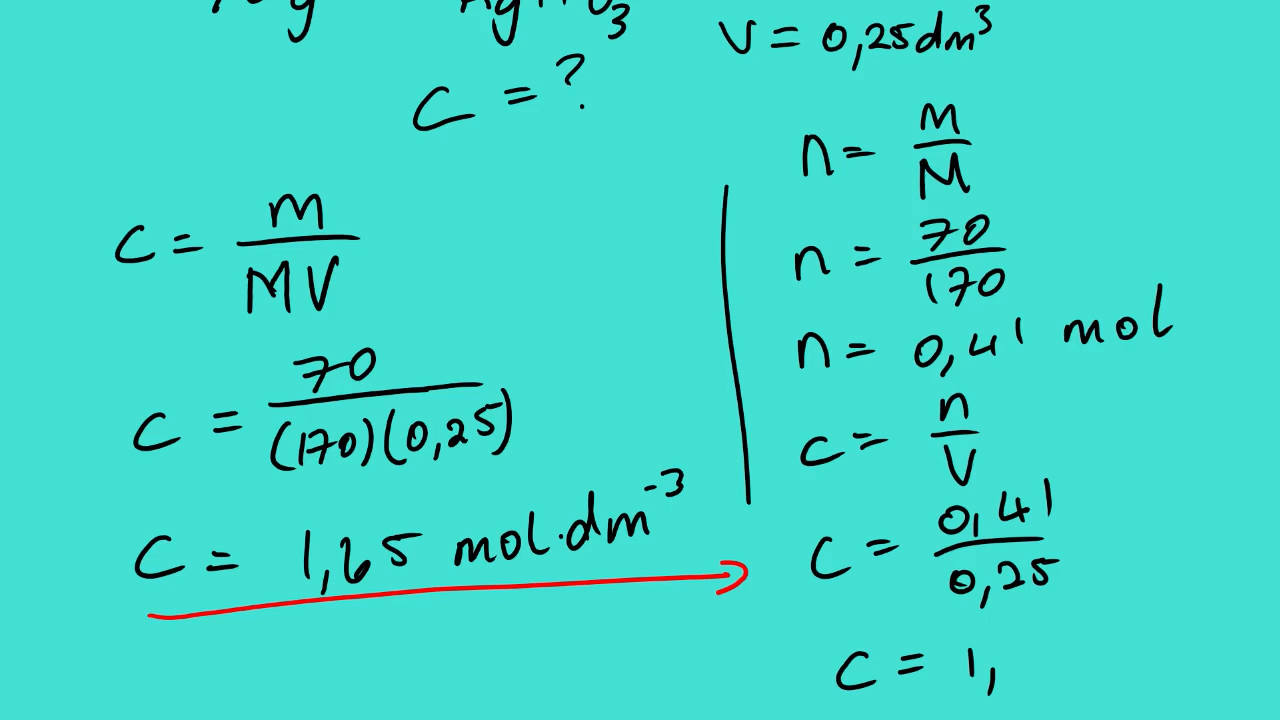 V = 0,25dm³
C = ?
c = m/MV
c = 70/(170)(0,25)
C = 1,65 mol·dm⁻³
n = m/M
n = 70/170
n = 0,41 mol
c = n/V
c = 0,41/0,25
c = 1,